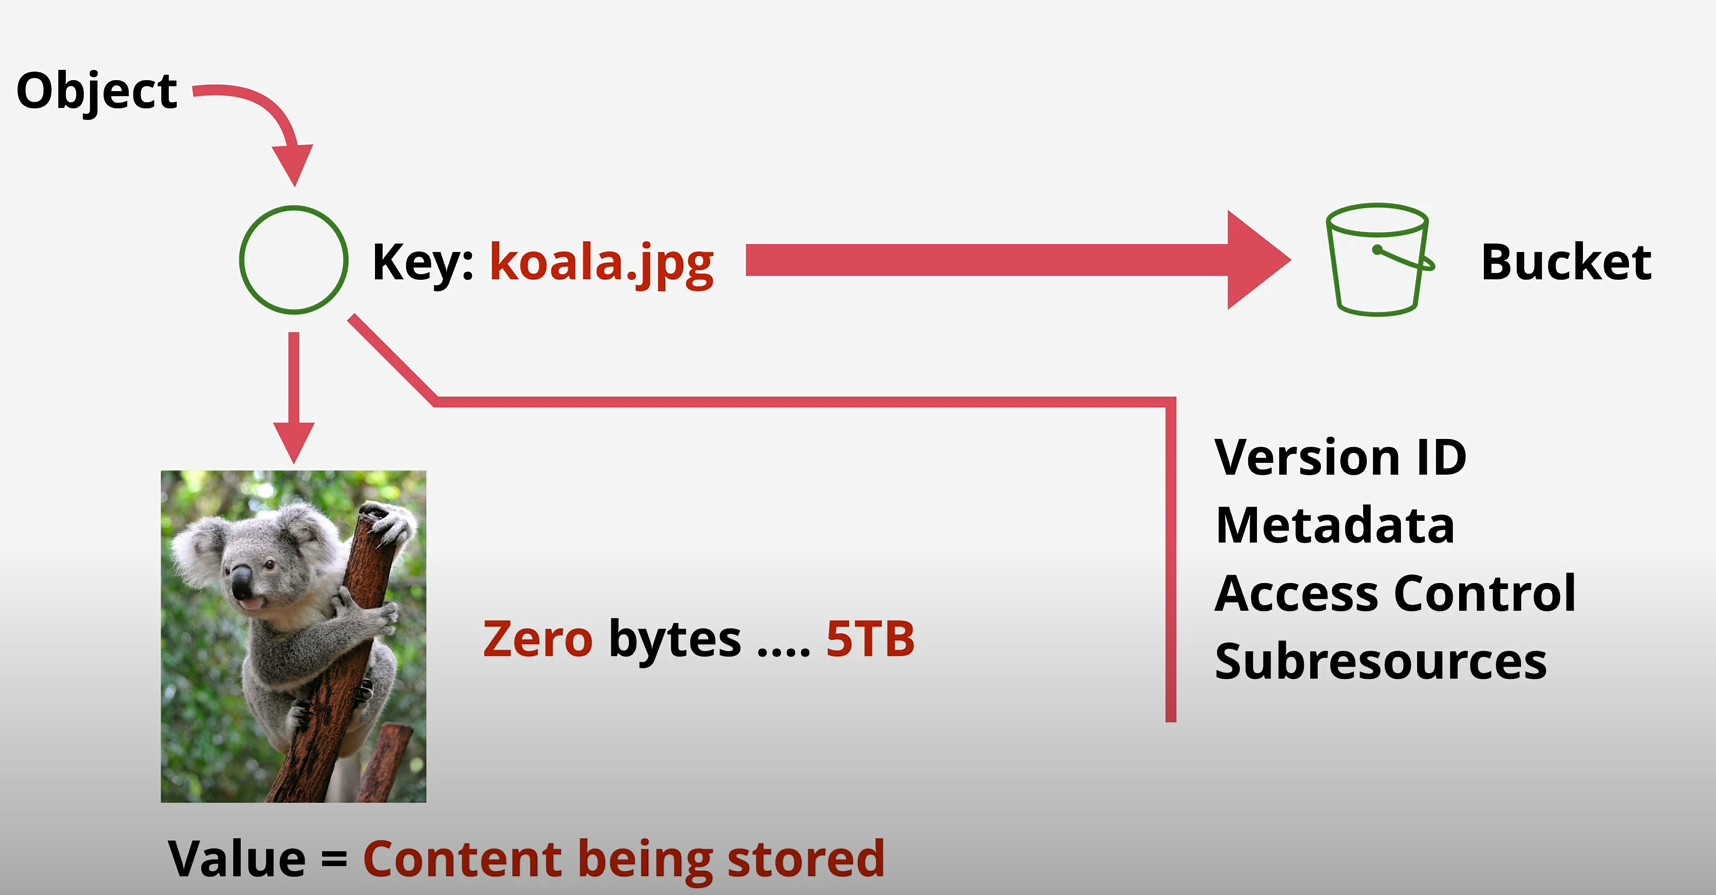 Object
Key: koala.jpg
Bucket
Version ID
Metadata
Access Control
Subresources
Zero bytes .... 5TB
Value = Content being stored